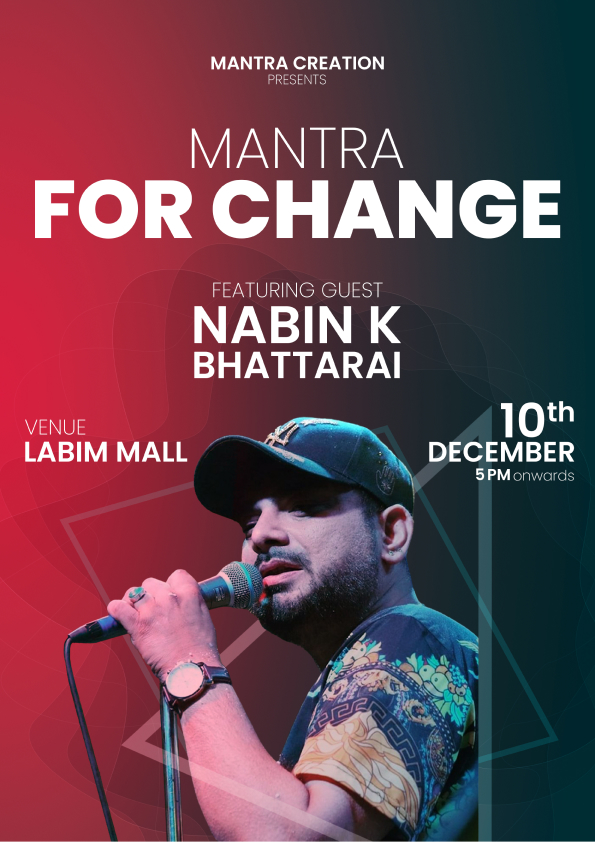 MANTRA CREATION
PRESENTS
MANTRA
FOR CHANGE
FEATURING GUEST
NABIN K
BHATTARAI
VENUE
LABIM MALL
10th
DECEMBER
5 PM onwards